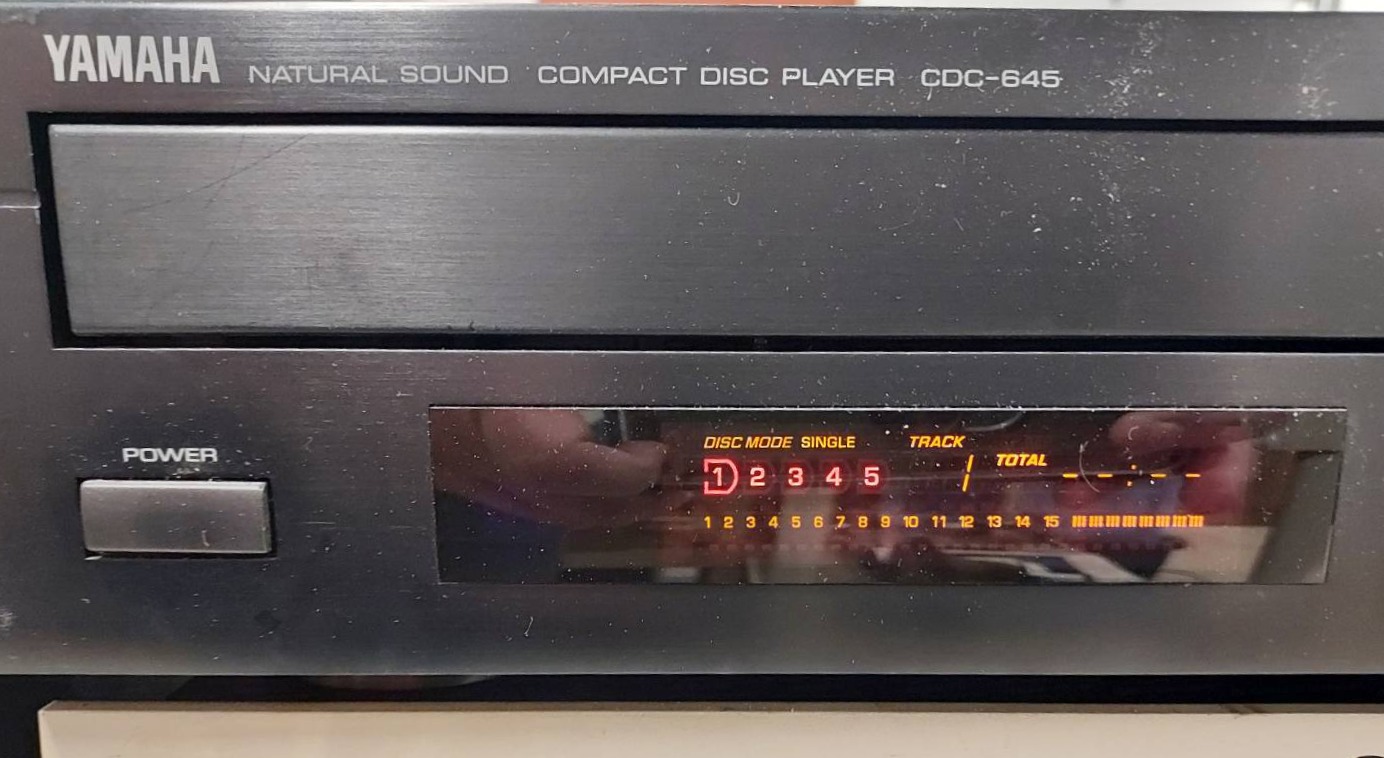 YAMAHA NATURAL SOUND COMPACT DISC PLAYER CDC-645
POWER
DISC MODE SINGLE TRACK
TOTAL
1 2 3 4 5 / - - : - -
1 2 3 4 5 6 7 8 9 10 11 12 13 14 15